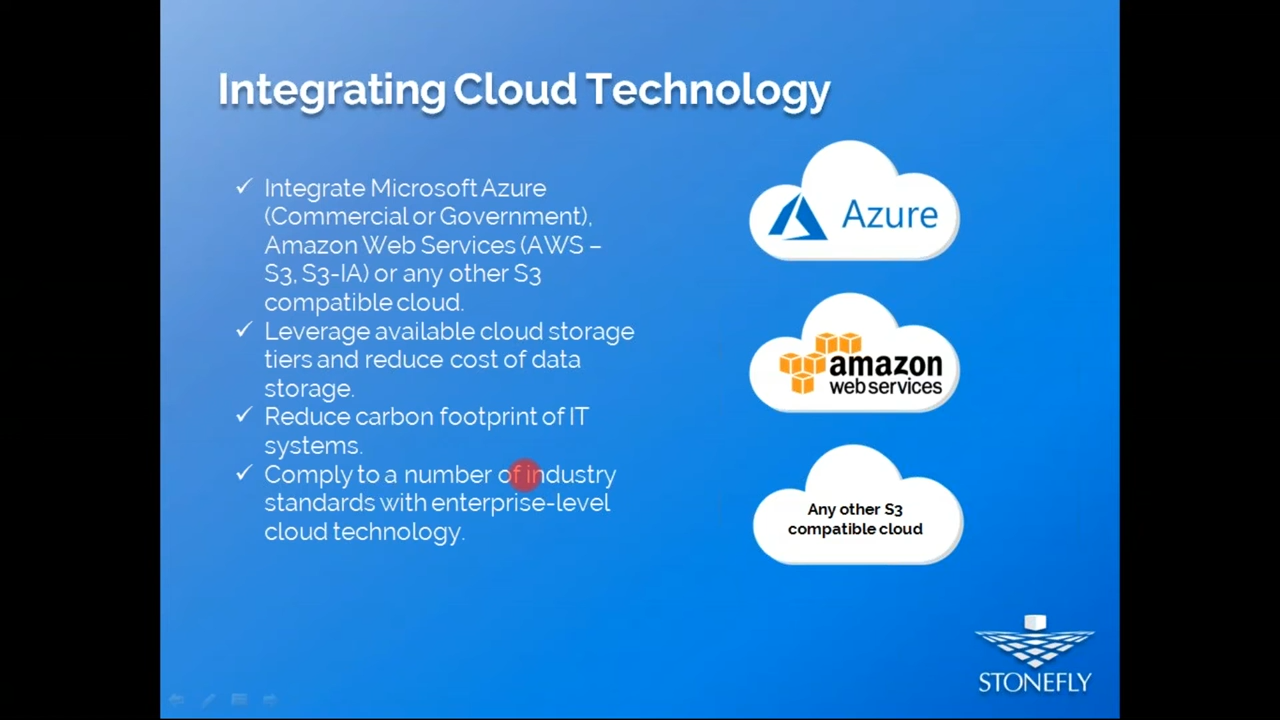 Integrating Cloud Technology
✓ Integrate Microsoft Azure
(Commercial or Government),
Amazon Web Services (AWS –
S3, S3-IA) or any other S3
compatible cloud.
✓ Leverage available cloud storage
tiers and reduce cost of data
storage.
✓ Reduce carbon footprint of IT
systems.
✓ Comply to a number of industry
standards with enterprise-level
cloud technology.
Azure
amazon
web services
Any other S3
compatible cloud
STONEFLY